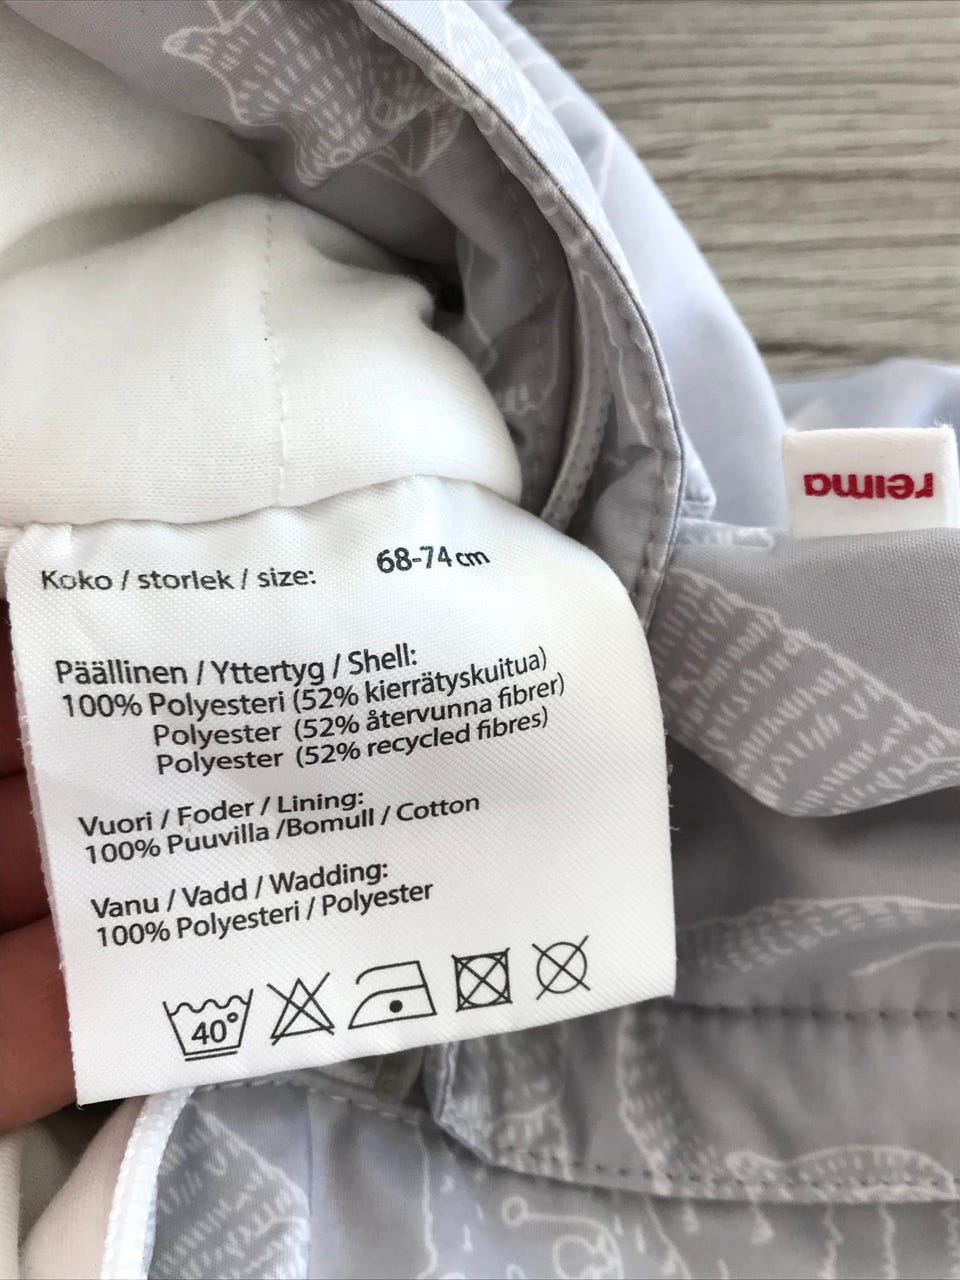 reima
Koko / storlek / size: 68-74 cm
Päällinen / Yttertyg / Shell:
100% Polyesteri (52% kierrätyskuitua)
Polyester (52% återvunna fibrer)
Polyester (52% recycled fibres)
Vuori / Foder / Lining:
100% Puuvilla /Bomull / Cotton
Vanu / Vadd / Wadding:
100% Polyesteri / Polyester
40°